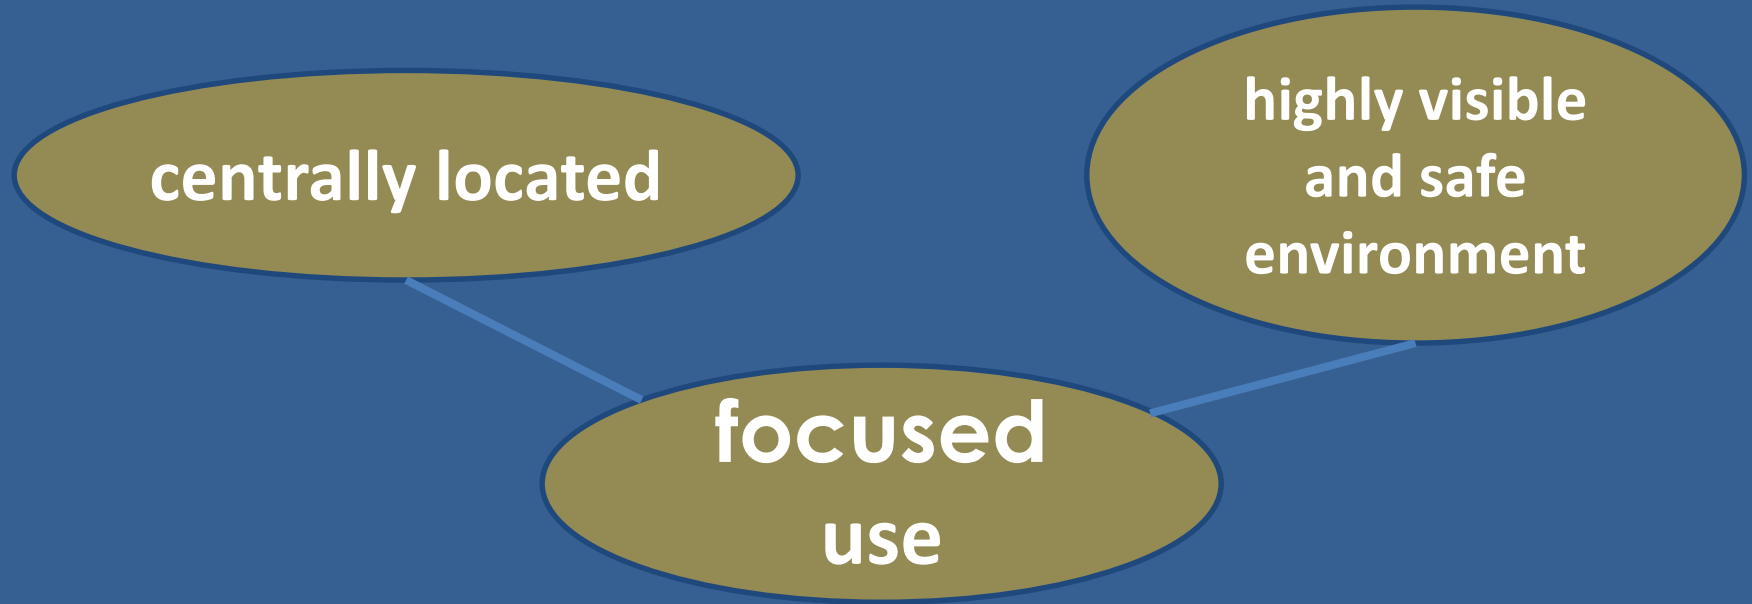 centrally located
highly visible
and safe
environment
focused
use